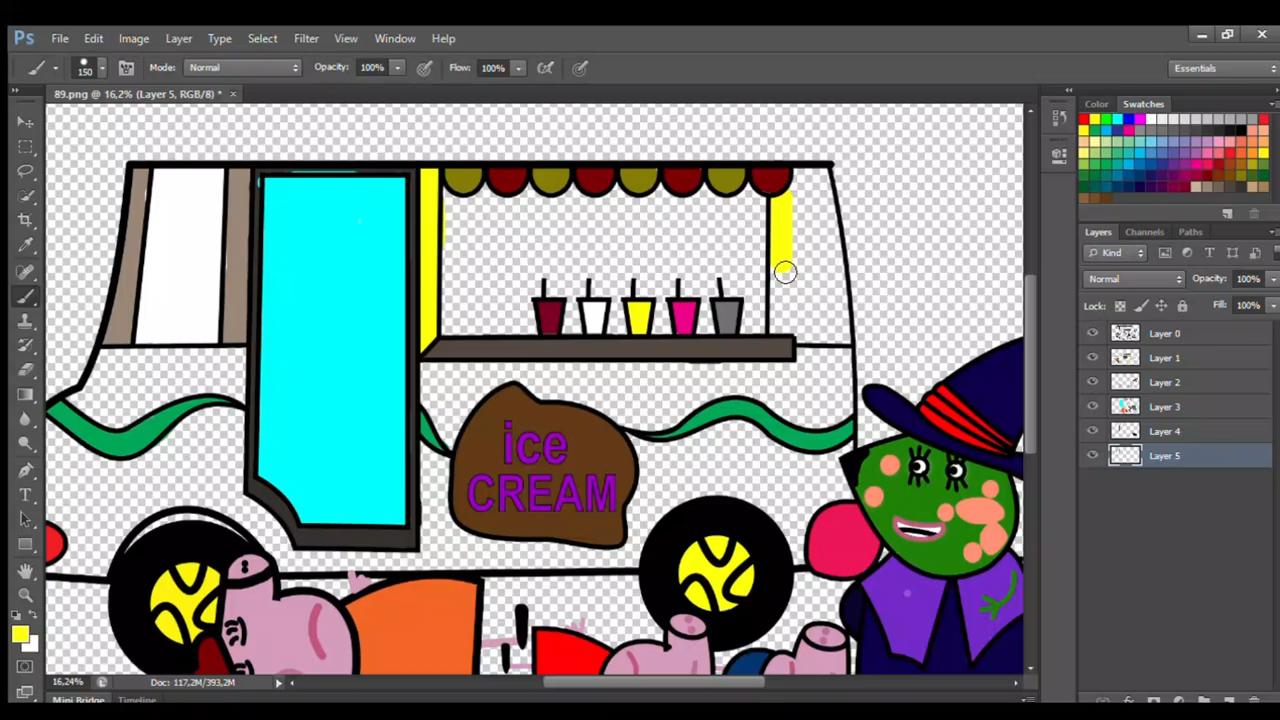 Ps File Edit Image Layer Type Select Filter View Window Help
150 Mode: Normal Opacity: 100% Flow: 100% Essentials
89.png @ 16,2% (Layer 5, RGB/8) * ×
Color Swatches
Layers Channels Paths
Kind
Normal Opacity: 100%
Lock: Fill: 100%
Layer 0
Layer 1
Layer 2
Layer 3
Layer 4
Layer 5
ice
CREAM
16,24% Doc: 117,2M/393,2M
Mini Bridge Timeline